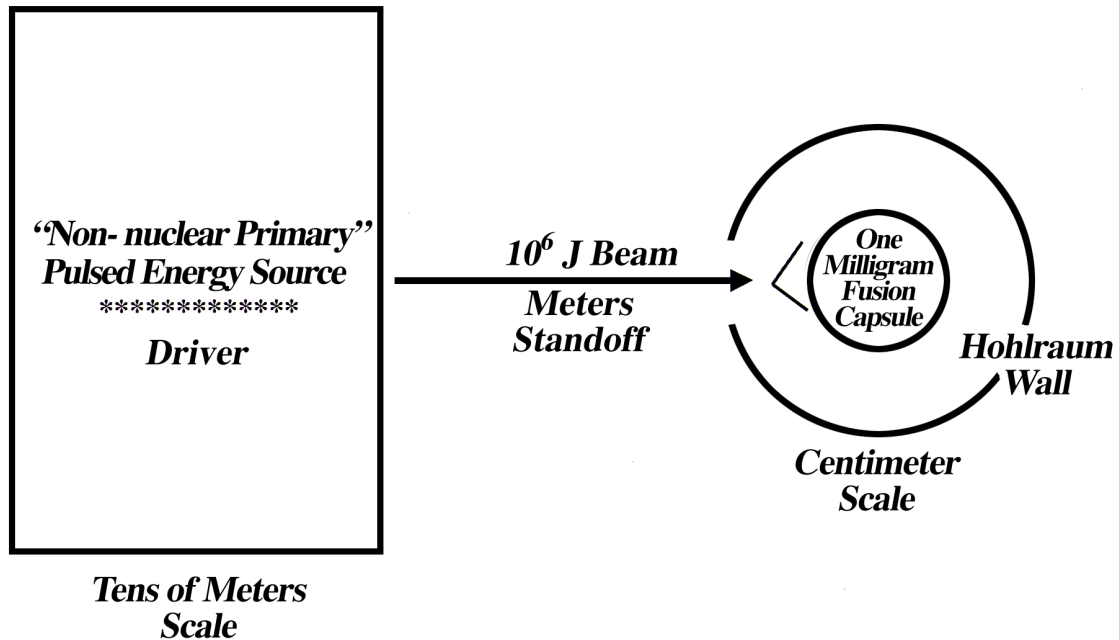 “Non- nuclear Primary”
Pulsed Energy Source
*************
Driver
Tens of Meters
Scale
10⁶ J Beam
Meters
Standoff
One
Milligram
Fusion
Capsule
Hohlraum
Wall
Centimeter
Scale